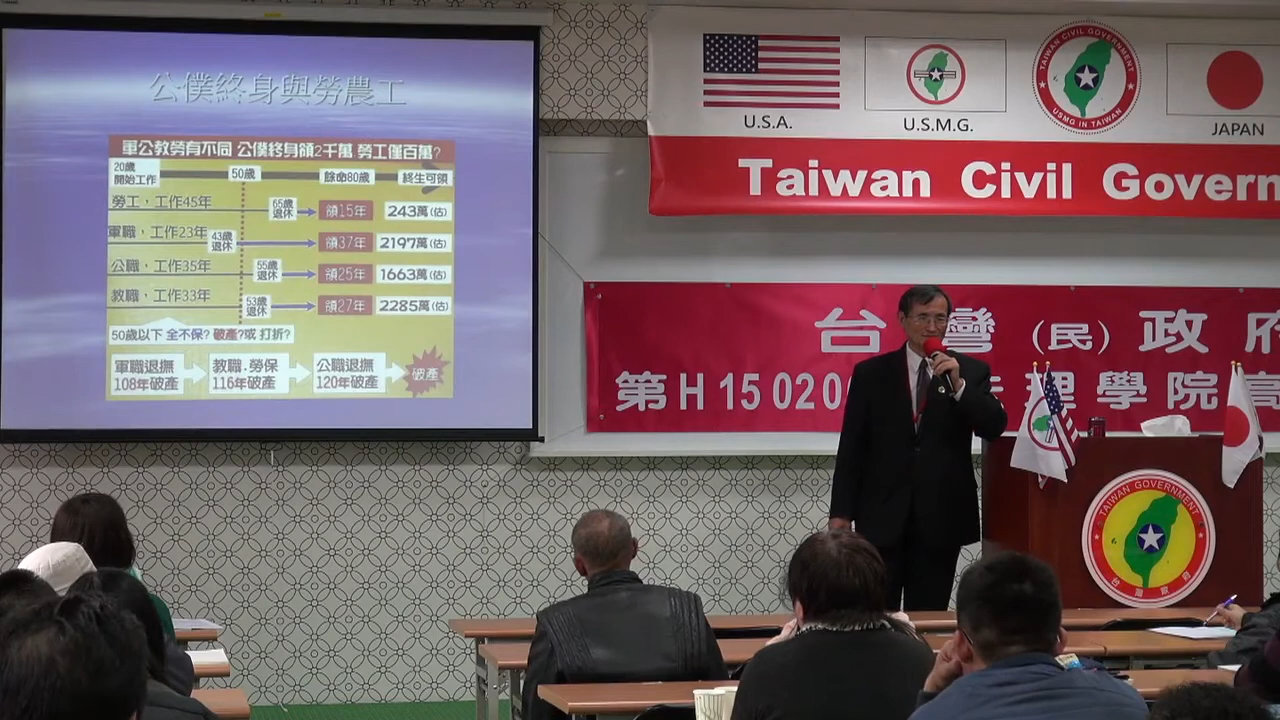 公僕終身與勞農工
軍公教勞有不同 公僕終身領2千萬 勞工僅百萬?
20歲
開始工作
50歲
餘命80歲
終生可領
勞工,工作45年
65歲
退休
領15年
243萬(估)
軍職,工作23年
43歲
退休
領37年
2197萬(估)
公職,工作35年
55歲
退休
領25年
1663萬(估)
教職,工作33年
53歲
退休
領27年
2285萬(估)
50歲以下 全不保? 破產?或 打折?
軍職退撫
108年破產
教職.勞保
116年破產
公職退撫
120年破產
破產
U.S.A.
U.S.M.G.
TAIWAN CIVIL GOVERNMENT
USMG IN TAIWAN
JAPAN
Taiwan Civil Governm
台灣(民)政府
第H15020
理學院高
TAIWAN GOVERNMENT
台灣政府